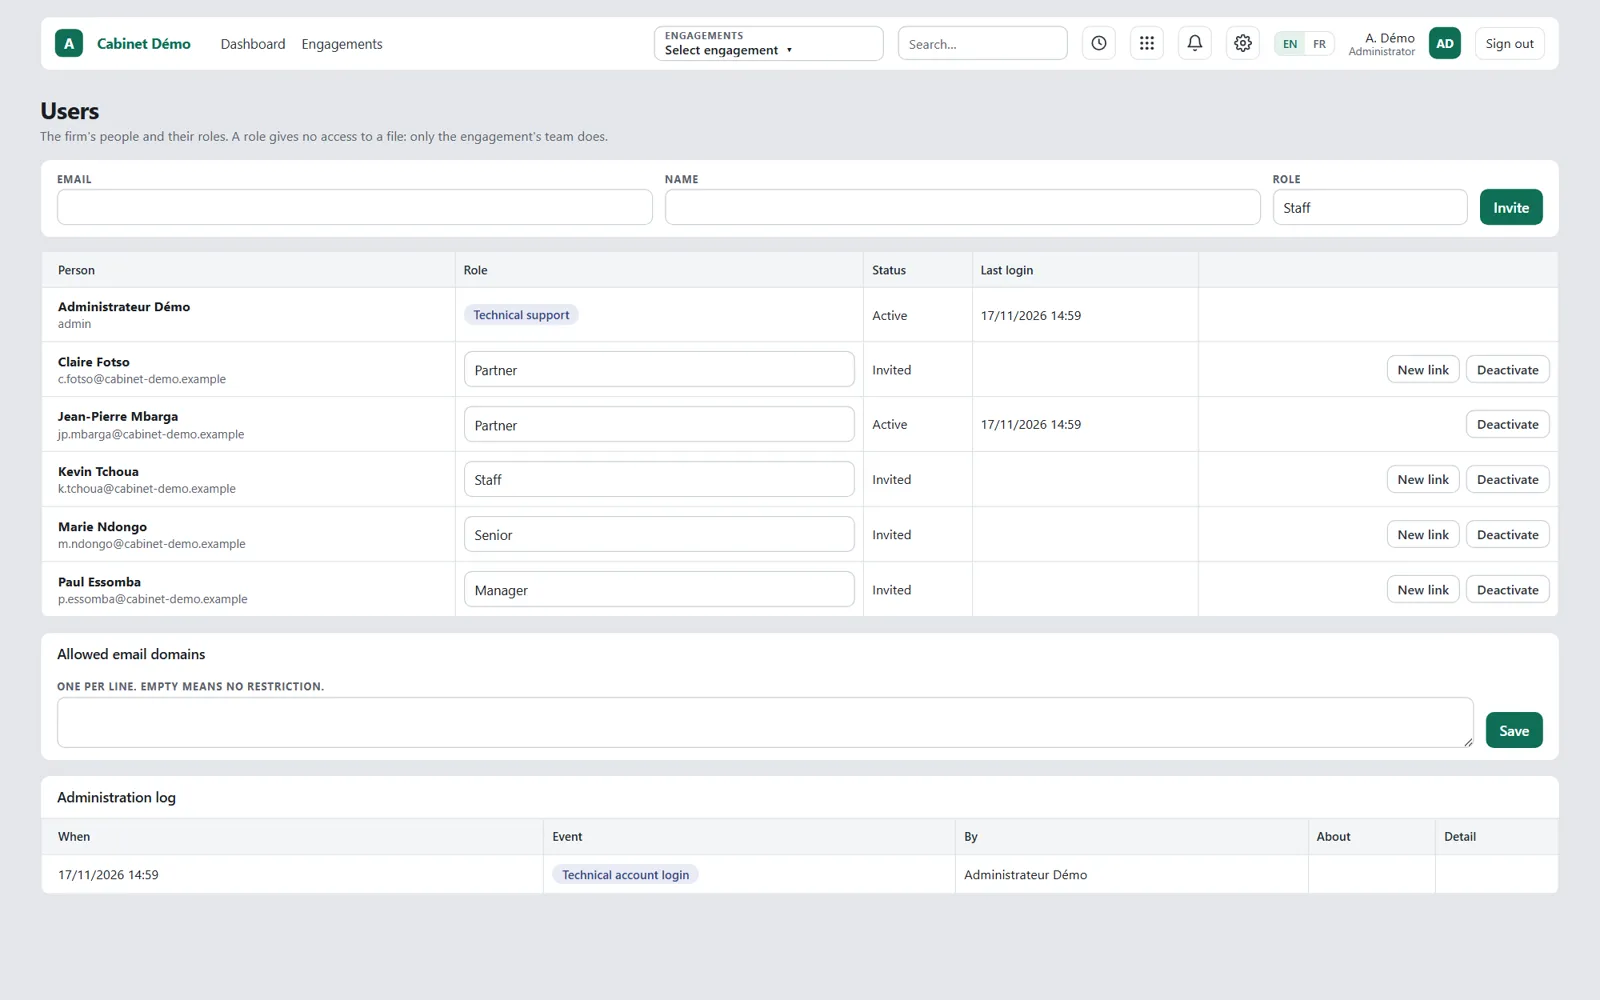 A
Cabinet Démo
Dashboard
Engagements
ENGAGEMENTS
Select engagement ▾
Search...
EN
FR
A. Démo
Administrator
AD
Sign out
Users
The firm's people and their roles. A role gives no access to a file: only the engagement's team does.
EMAIL
NAME
ROLE
Staff
Invite
Person Role Status Last login
Administrateur Démo
admin
Technical support
Active
17/11/2026 14:59
Claire Fotso
c.fotso@cabinet-demo.example
Partner
Invited
New link
Deactivate
Jean-Pierre Mbarga
jp.mbarga@cabinet-demo.example
Partner
Active
17/11/2026 14:59
Deactivate
Kevin Tchoua
k.tchoua@cabinet-demo.example
Staff
Invited
New link
Deactivate
Marie Ndongo
m.ndongo@cabinet-demo.example
Senior
Invited
New link
Deactivate
Paul Essomba
p.essomba@cabinet-demo.example
Manager
Invited
New link
Deactivate
Allowed email domains
ONE PER LINE. EMPTY MEANS NO RESTRICTION.
Save
Administration log
When Event By About Detail
17/11/2026 14:59 Technical account login Administrateur Démo